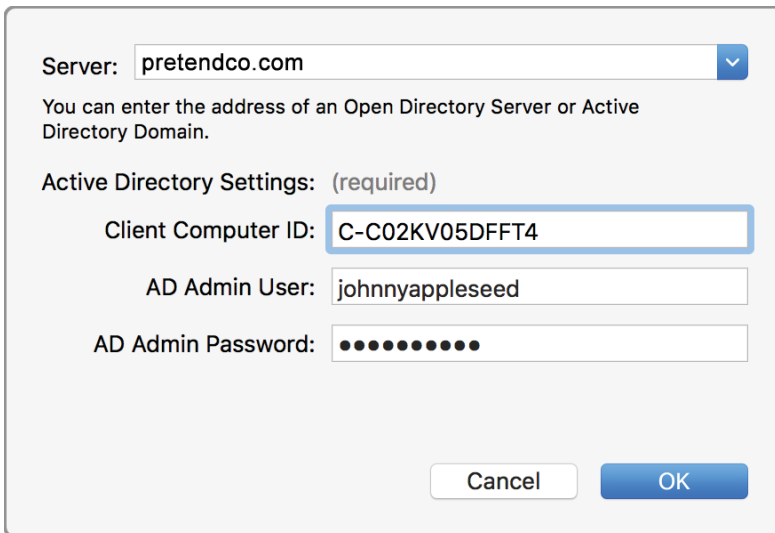 Server: pretendco.com
You can enter the address of an Open Directory Server or Active
Directory Domain.
Active Directory Settings: (required)
Client Computer ID: C-C02KV05DFFT4
AD Admin User: johnnyappleseed
AD Admin Password: ●●●●●●●●●●
Cancel OK